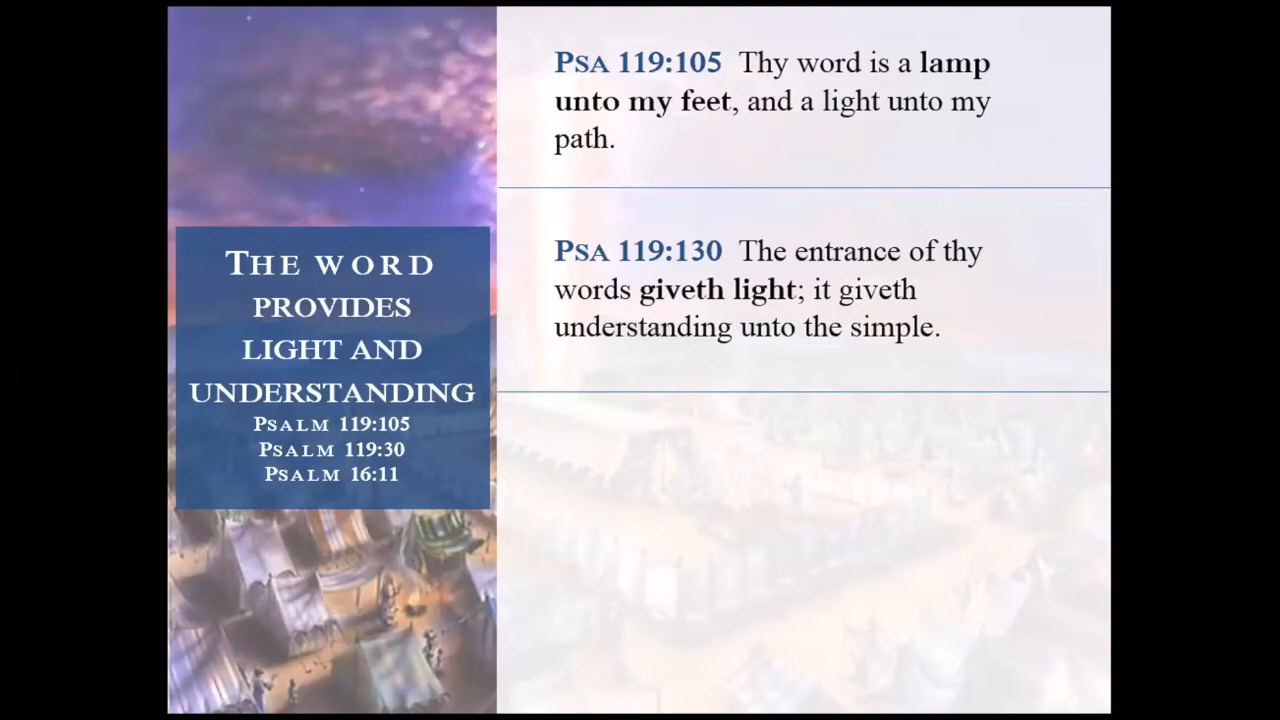 THE WORD
PROVIDES
LIGHT AND
UNDERSTANDING
PSALM 119:105
PSALM 119:30
PSALM 16:11
PSA 119:105 Thy word is a lamp
unto my feet, and a light unto my
path.
PSA 119:130 The entrance of thy
words giveth light; it giveth
understanding unto the simple.